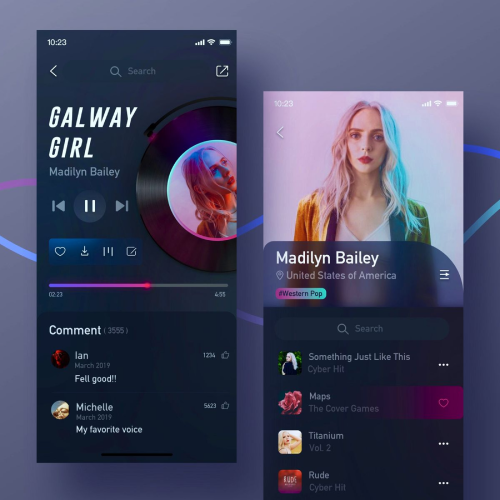 10:23
Search
GALWAY
GIRL
Madilyn Bailey
02:23
4:55
Comment (3555)
Ian
1234
March 2019
Fell good!!
Michelle
5623
March 2019
My favorite voice
10:23
Madilyn Bailey
United States of America
#Western Pop
Search
Something Just Like This
Cyber Hit
Maps
The Cover Games
Titanium
Vol. 2
RUDE
Rude
Cyber Hit